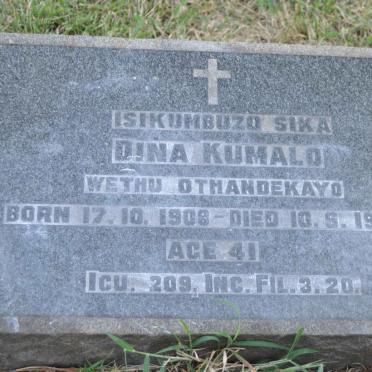 ISIKUMBUZO SIKA
DINA KUMALO
WETHU OTHANDEKAYO
BORN 17.10.1908 - DIED 10.6.19
AGE 41
ICU. 209, INC. FIL. 3.20.